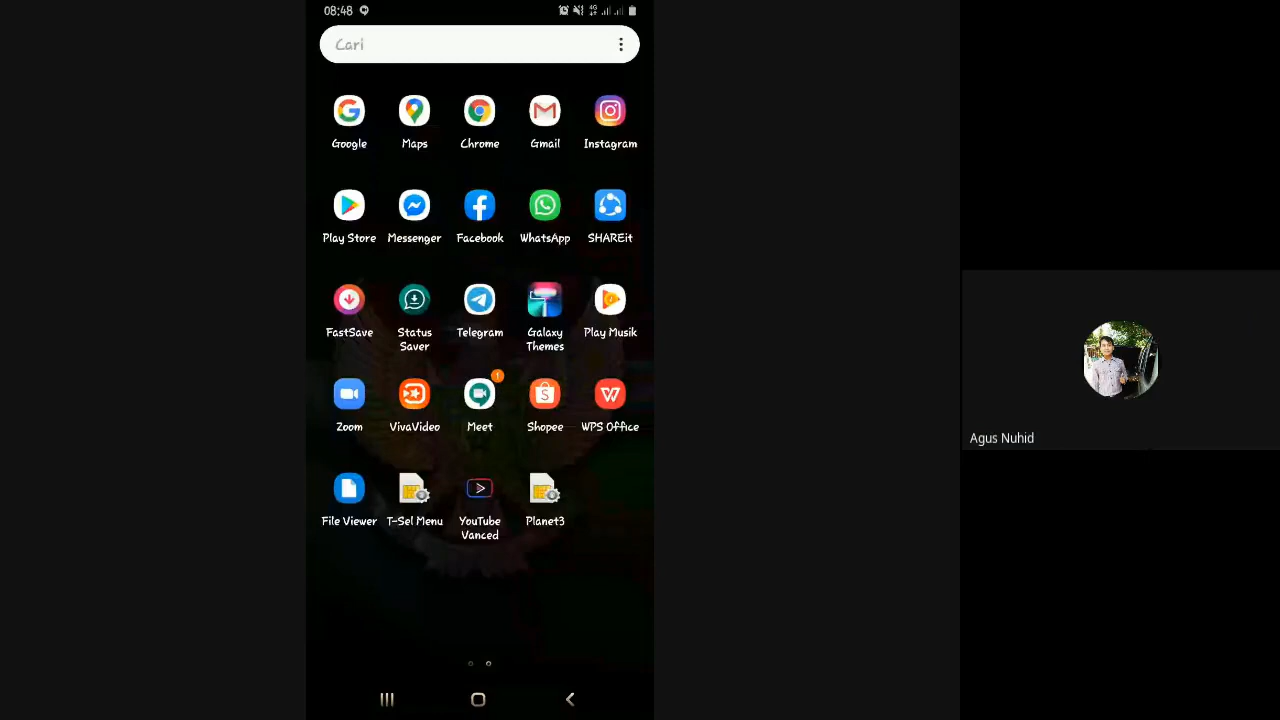 08:48
Cari
Google Maps Chrome Gmail Instagram
Play Store Messenger Facebook WhatsApp SHAREit
FastSave Status Saver Telegram Galaxy Themes Play Musik
1
Zoom VivaVideo Meet Shopee WPS Office
File Viewer T-Sel Menu YouTube Vanced Planet3
Agus Nuhid